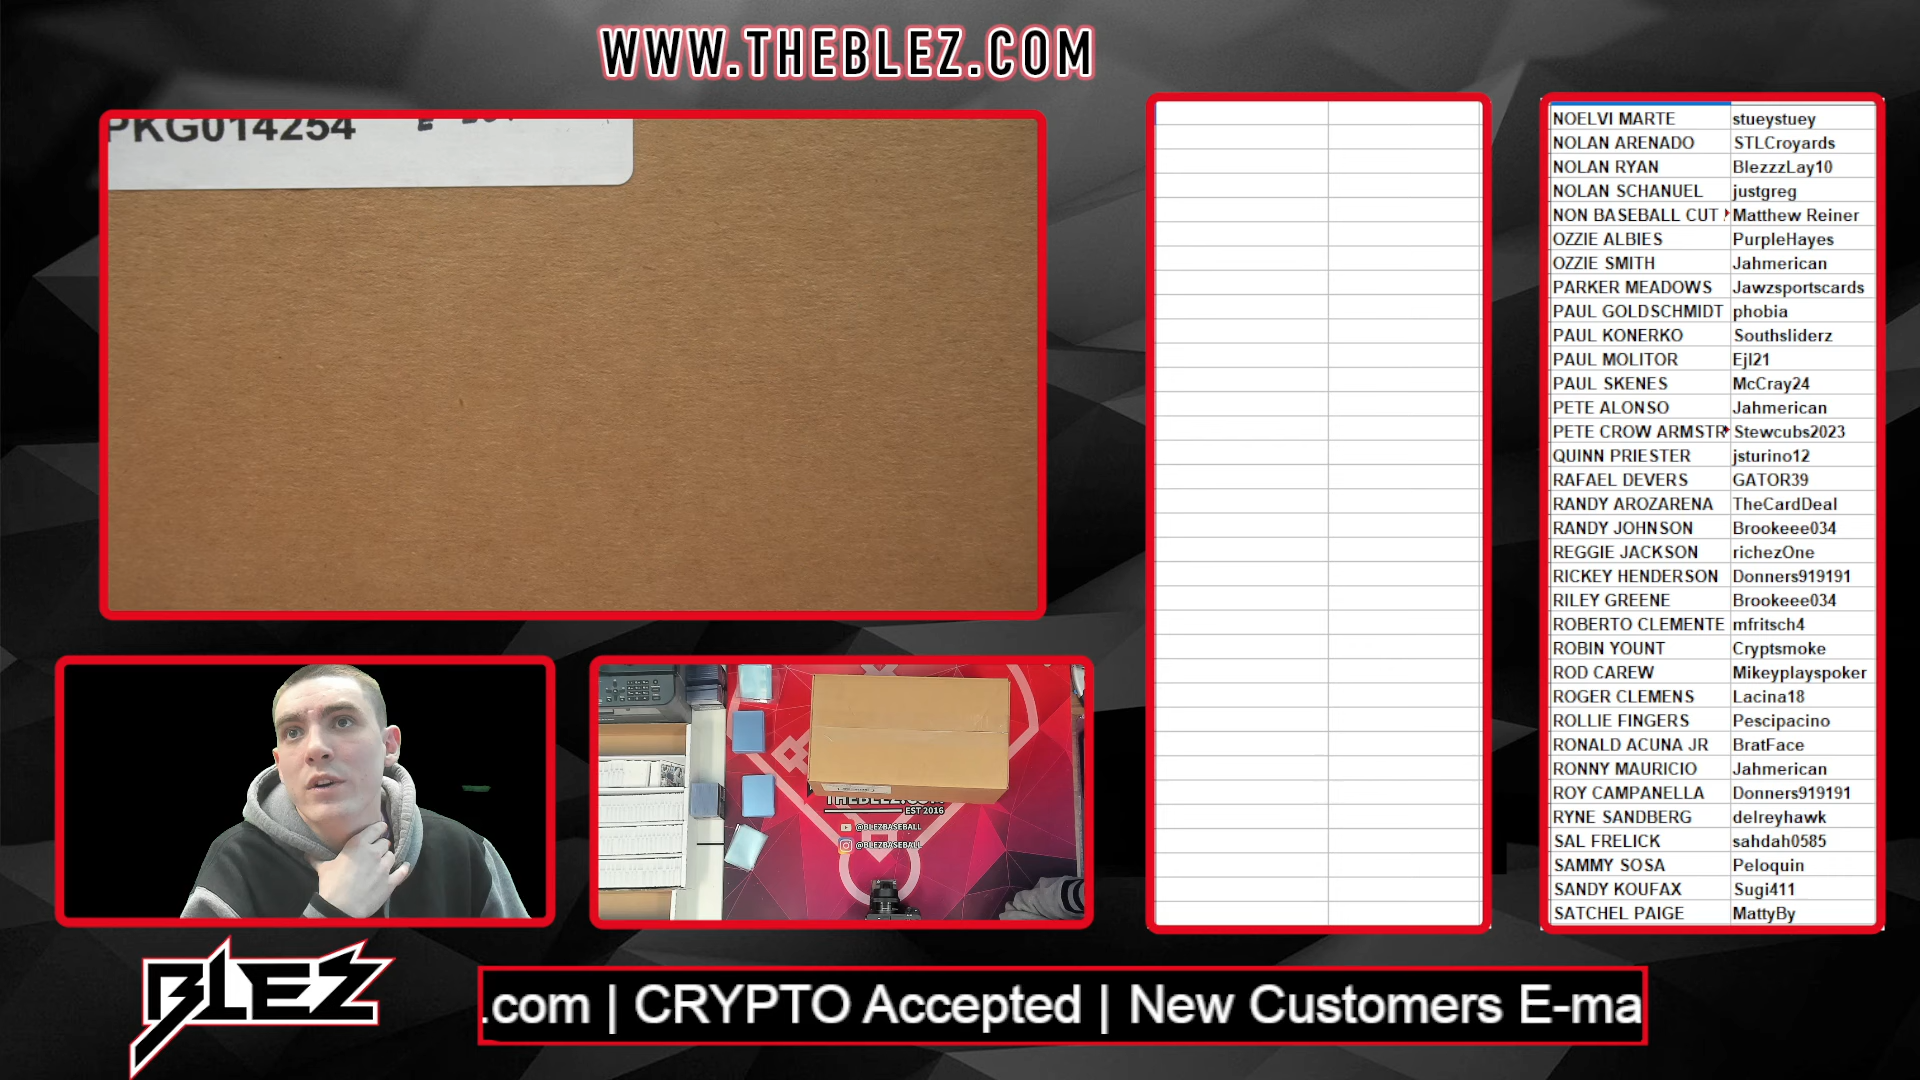 WWW.THEBLEZ.COM
PKG014254
NOELVI MARTE stueystuey
NOLAN ARENADO STLCroyards
NOLAN RYAN BlezzzLay10
NOLAN SCHANUEL justgreg
NON BASEBALL CUT Matthew Reiner
OZZIE ALBIES PurpleHayes
OZZIE SMITH Jahmerican
PARKER MEADOWS Jawzsportscards
PAUL GOLDSCHMIDT phobia
PAUL KONERKO Southsliderz
PAUL MOLITOR Ejl21
PAUL SKENES McCray24
PETE ALONSO Jahmerican
PETE CROW ARMSTR Stewcubs2023
QUINN PRIESTER jsturino12
RAFAEL DEVERS GATOR39
RANDY AROZARENA TheCardDeal
RANDY JOHNSON Brookeee034
REGGIE JACKSON richezOne
RICKEY HENDERSON Donners919191
RILEY GREENE Brookeee034
ROBERTO CLEMENTE mfritsch4
ROBIN YOUNT Cryptsmoke
ROD CAREW Mikeyplayspoker
ROGER CLEMENS Lacina18
ROLLIE FINGERS Pescipacino
RONALD ACUNA JR BratFace
RONNY MAURICIO Jahmerican
ROY CAMPANELLA Donners919191
RYNE SANDBERG delreyhawk
SAL FRELICK sahdah0585
SAMMY SOSA Peloquin
SANDY KOUFAX Sugi411
SATCHEL PAIGE MattyBy
THEBLEZ.COM
EST 2016
@BLEZBASEBALL
@BLEZBASEBALL
BLEZ
.com | CRYPTO Accepted | New Customers E-ma